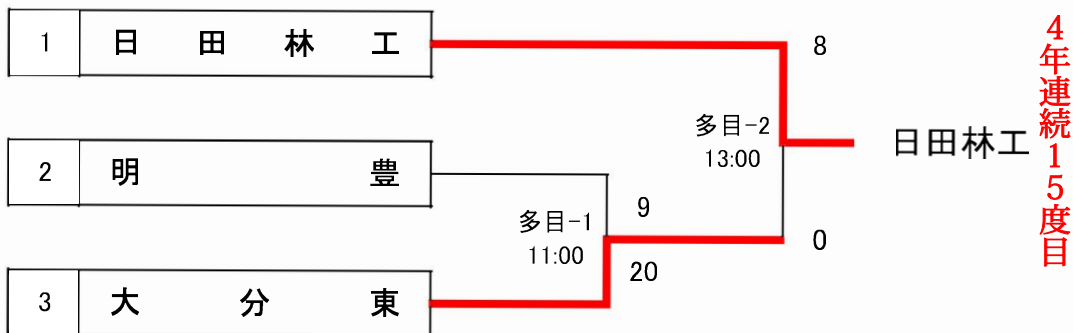 1 日田林工
8
多目-2
13:00
日田林工
4年連続15度目
2 明豊
9
多目-1
11:00
0
20
3 大分東